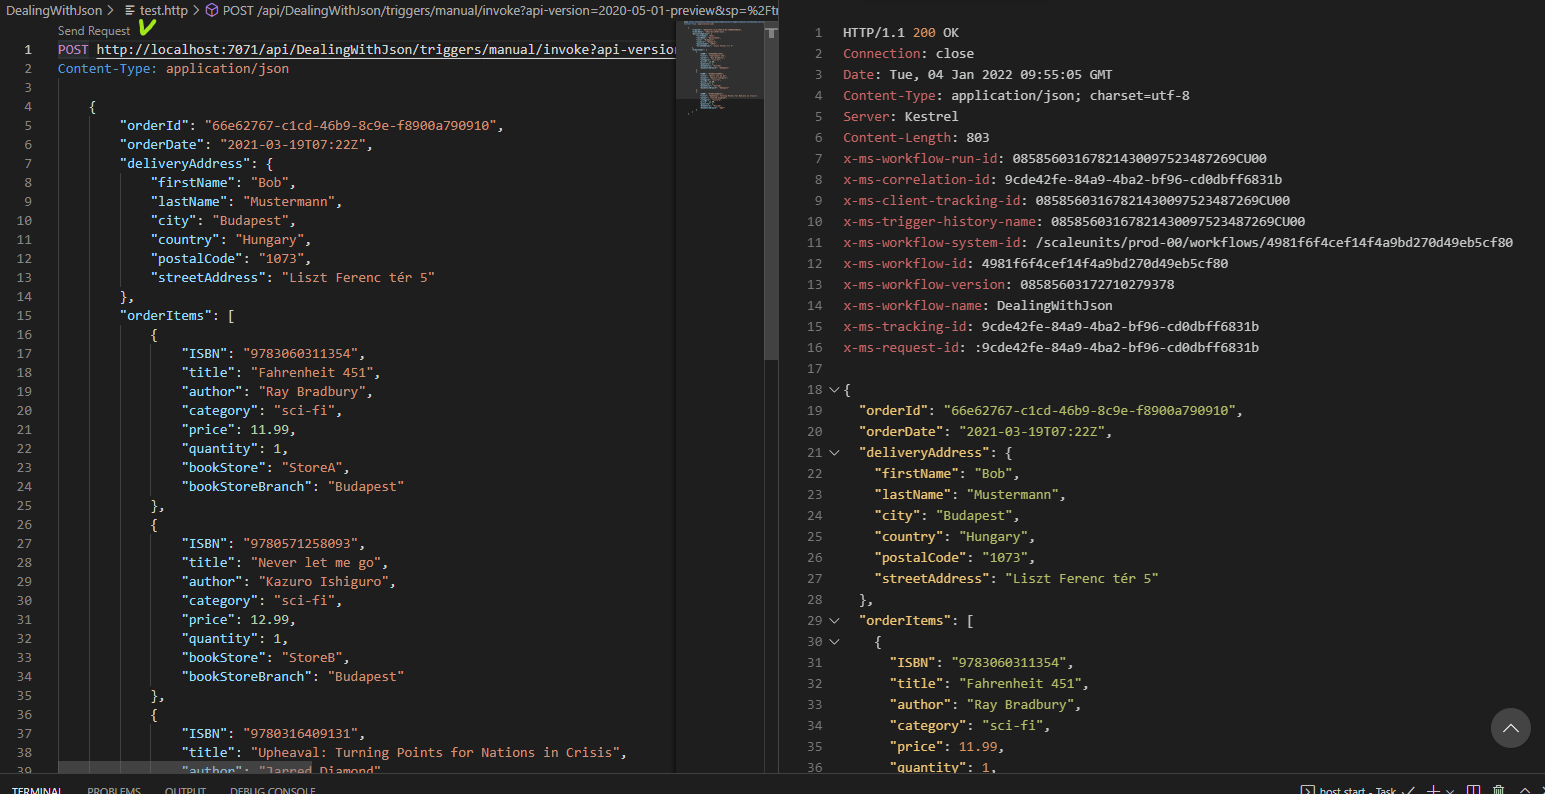 DealingWithJson > test.http > POST /api/DealingWithJson/triggers/manual/invoke?api-version=2020-05-01-preview&sp=%2Ftr
Send Request
1 POST http://localhost:7071/api/DealingWithJson/triggers/manual/invoke?api-version
2 Content-Type: application/json
3
4 {
5 "orderId": "66e62767-c1cd-46b9-8c9e-f8900a790910",
6 "orderDate": "2021-03-19T07:22Z",
7 "deliveryAddress": {
8 "firstName": "Bob",
9 "lastName": "Mustermann",
10 "city": "Budapest",
11 "country": "Hungary",
12 "postalCode": "1073",
13 "streetAddress": "Liszt Ferenc tér 5"
14 },
15 "orderItems": [
16 {
17 "ISBN": "9783060311354",
18 "title": "Fahrenheit 451",
19 "author": "Ray Bradbury",
20 "category": "sci-fi",
21 "price": 11.99,
22 "quantity": 1,
23 "bookStore": "StoreA",
24 "bookStoreBranch": "Budapest"
25 },
26 {
27 "ISBN": "9780571258093",
28 "title": "Never let me go",
29 "author": "Kazuro Ishiguro",
30 "category": "sci-fi",
31 "price": 12.99,
32 "quantity": 1,
33 "bookStore": "StoreB",
34 "bookStoreBranch": "Budapest"
35 },
36 {
37 "ISBN": "9780316409131",
38 "title": "Upheaval: Turning Points for Nations in Crisis",
39 "author": "Jarred Diamond"
1 HTTP/1.1 200 OK
2 Connection: close
3 Date: Tue, 04 Jan 2022 09:55:05 GMT
4 Content-Type: application/json; charset=utf-8
5 Server: Kestrel
6 Content-Length: 803
7 x-ms-workflow-run-id: 08585603167821430097523487269CU00
8 x-ms-correlation-id: 9cde42fe-84a9-4ba2-bf96-cd0dbff6831b
9 x-ms-client-tracking-id: 08585603167821430097523487269CU00
10 x-ms-trigger-history-name: 08585603167821430097523487269CU00
11 x-ms-workflow-system-id: /scaleunits/prod-00/workflows/4981f6f4cef14f4a9bd270d49eb5cf80
12 x-ms-workflow-id: 4981f6f4cef14f4a9bd270d49eb5cf80
13 x-ms-workflow-version: 08585603172710279378
14 x-ms-workflow-name: DealingWithJson
15 x-ms-tracking-id: 9cde42fe-84a9-4ba2-bf96-cd0dbff6831b
16 x-ms-request-id: :9cde42fe-84a9-4ba2-bf96-cd0dbff6831b
17
18 {
19 "orderId": "66e62767-c1cd-46b9-8c9e-f8900a790910",
20 "orderDate": "2021-03-19T07:22Z",
21 "deliveryAddress": {
22 "firstName": "Bob",
23 "lastName": "Mustermann",
24 "city": "Budapest",
25 "country": "Hungary",
26 "postalCode": "1073",
27 "streetAddress": "Liszt Ferenc tér 5"
28 },
29 "orderItems": [
30 {
31 "ISBN": "9783060311354",
32 "title": "Fahrenheit 451",
33 "author": "Ray Bradbury",
34 "category": "sci-fi",
35 "price": 11.99,
36 "quantity": 1,
TERMINAL PROBLEMS OUTPUT DEBUG CONSOLE host start - Task